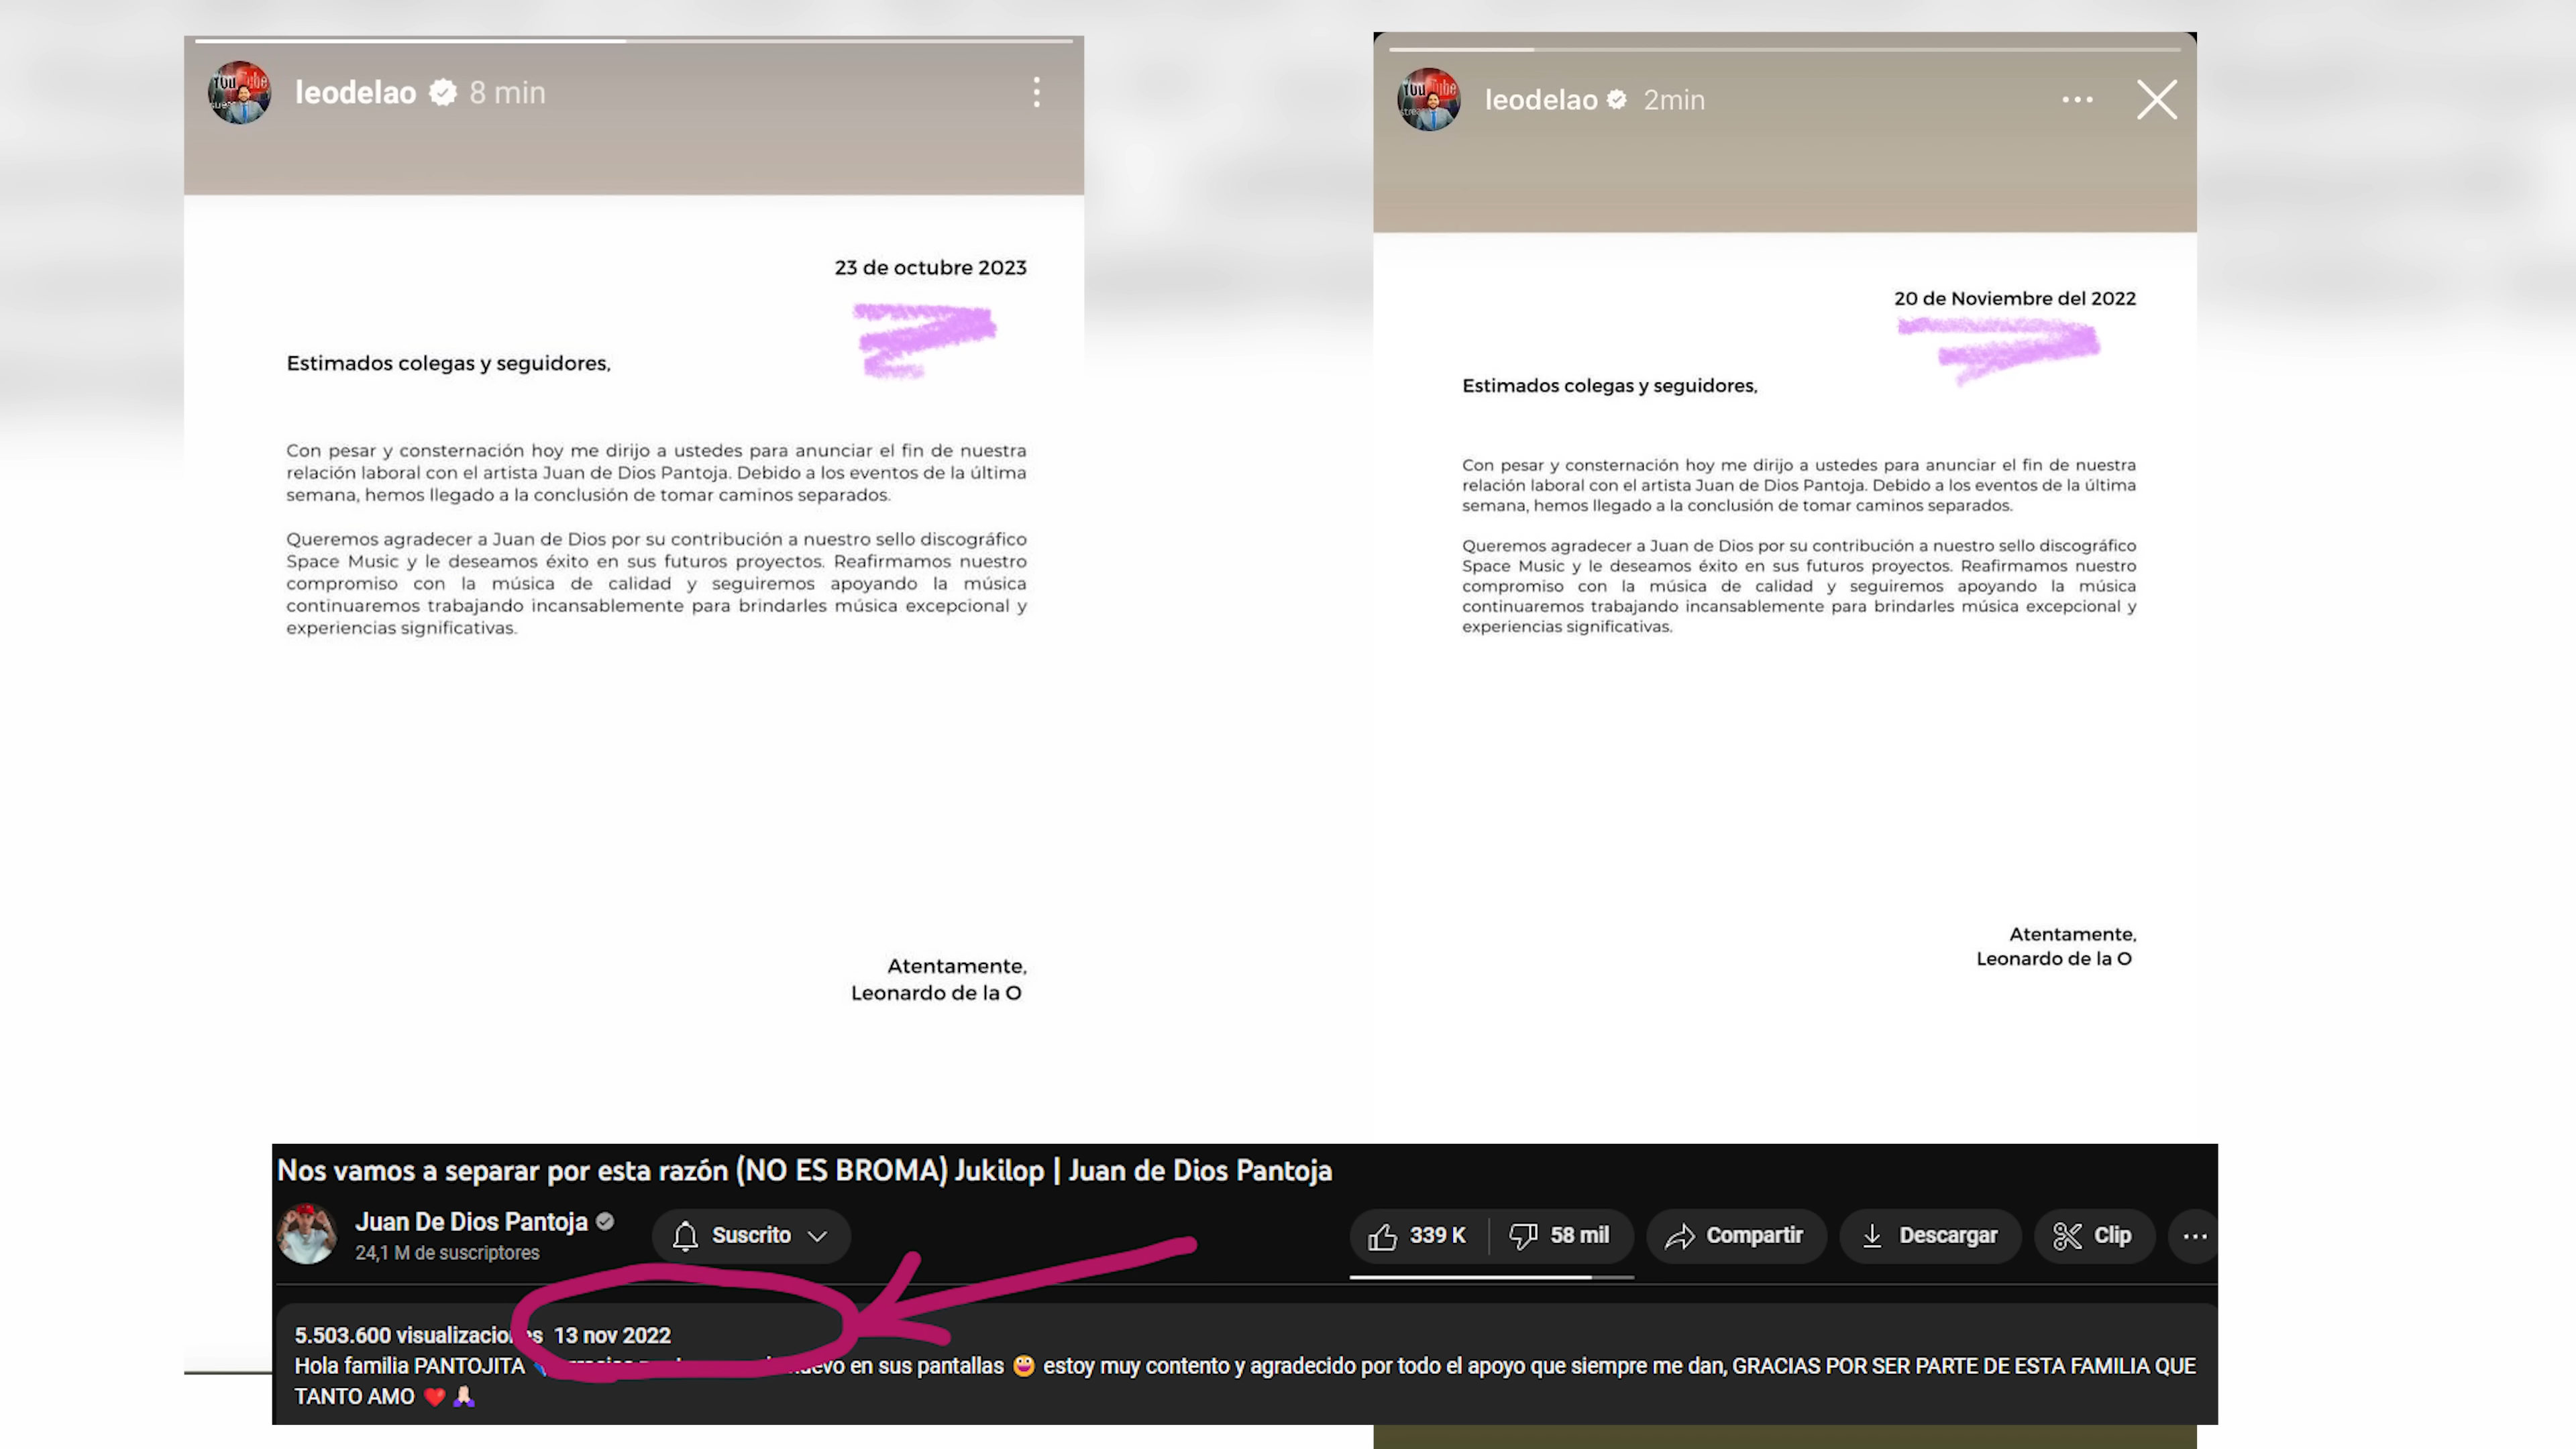 leodelao 8 min
23 de octubre 2023
Estimados colegas y seguidores,
Con pesar y consternación hoy me dirijo a ustedes para anunciar el fin de nuestra
relación laboral con el artista Juan de Dios Pantoja. Debido a los eventos de la última
semana, hemos llegado a la conclusión de tomar caminos separados.
Queremos agradecer a Juan de Dios por su contribución a nuestro sello discográfico
Space Music y le deseamos éxito en sus futuros proyectos. Reafirmamos nuestro
compromiso con la música de calidad y seguiremos apoyando la música
continuaremos trabajando incansablemente para brindarles música excepcional y
experiencias significativas.
Atentamente,
Leonardo de la O
leodelao 2min
20 de Noviembre del 2022
Estimados colegas y seguidores,
Con pesar y consternación hoy me dirijo a ustedes para anunciar el fin de nuestra
relación laboral con el artista Juan de Dios Pantoja. Debido a los eventos de la última
semana, hemos llegado a la conclusión de tomar caminos separados.
Queremos agradecer a Juan de Dios por su contribución a nuestro sello discográfico
Space Music y le deseamos éxito en sus futuros proyectos. Reafirmamos nuestro
compromiso con la música de calidad y seguiremos apoyando la música
continuaremos trabajando incansablemente para brindarles música excepcional y
experiencias significativas.
Atentamente,
Leonardo de la O
Nos vamos a separar por esta razón (NO ES BROMA) Jukilop | Juan de Dios Pantoja
Juan De Dios Pantoja
24,1 M de suscriptores
Suscrito
339 K
58 mil
Compartir
Descargar
Clip
5.503.600 visualizaciones 13 nov 2022
Hola familia PANTOJITA en sus pantallas 😀 estoy muy contento y agradecido por todo el apoyo que siempre me dan, GRACIAS POR SER PARTE DE ESTA FAMILIA QUE
TANTO AMO ❤️ 🙏🏻